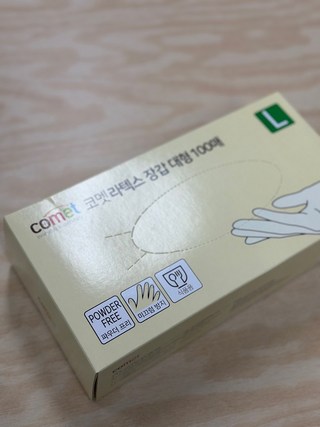 L
comet 코멧 라텍스 장갑 대형 100매
POWDER
FREE
파우더 프리
미끄럼 방지
식품용